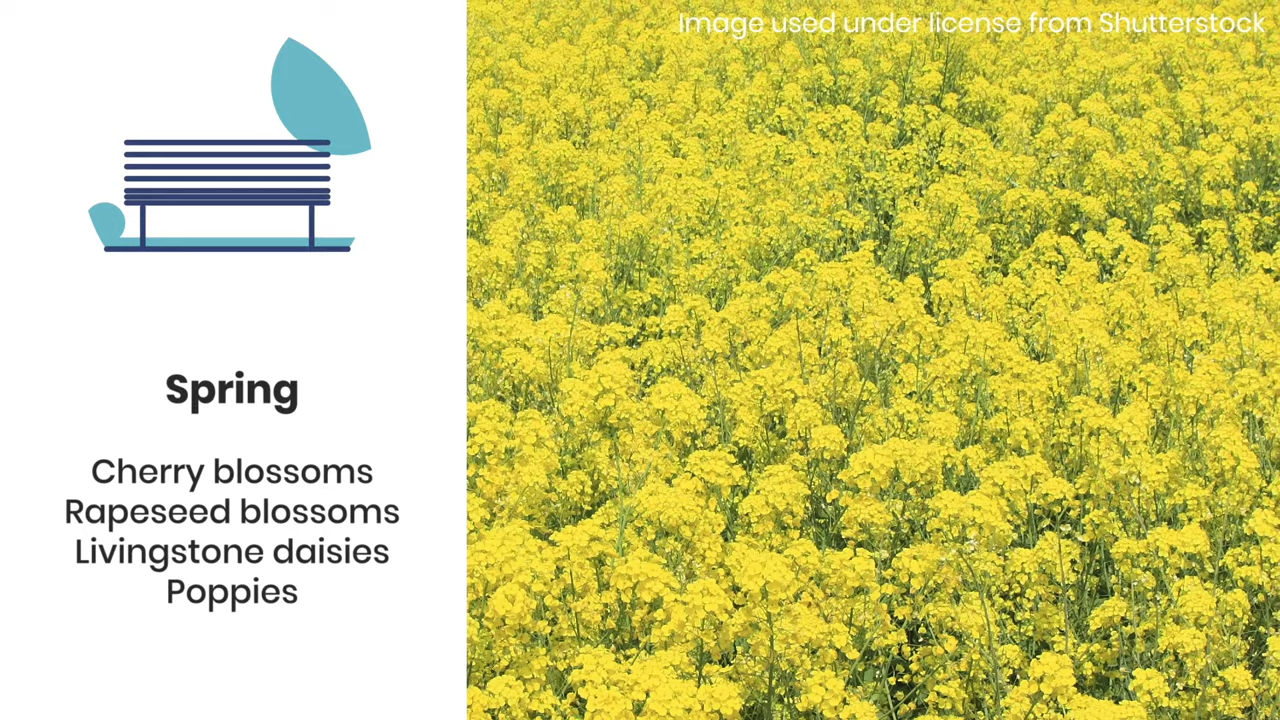 Image used under license from Shutterstock
Spring
Cherry blossoms
Rapeseed blossoms
Livingstone daisies
Poppies